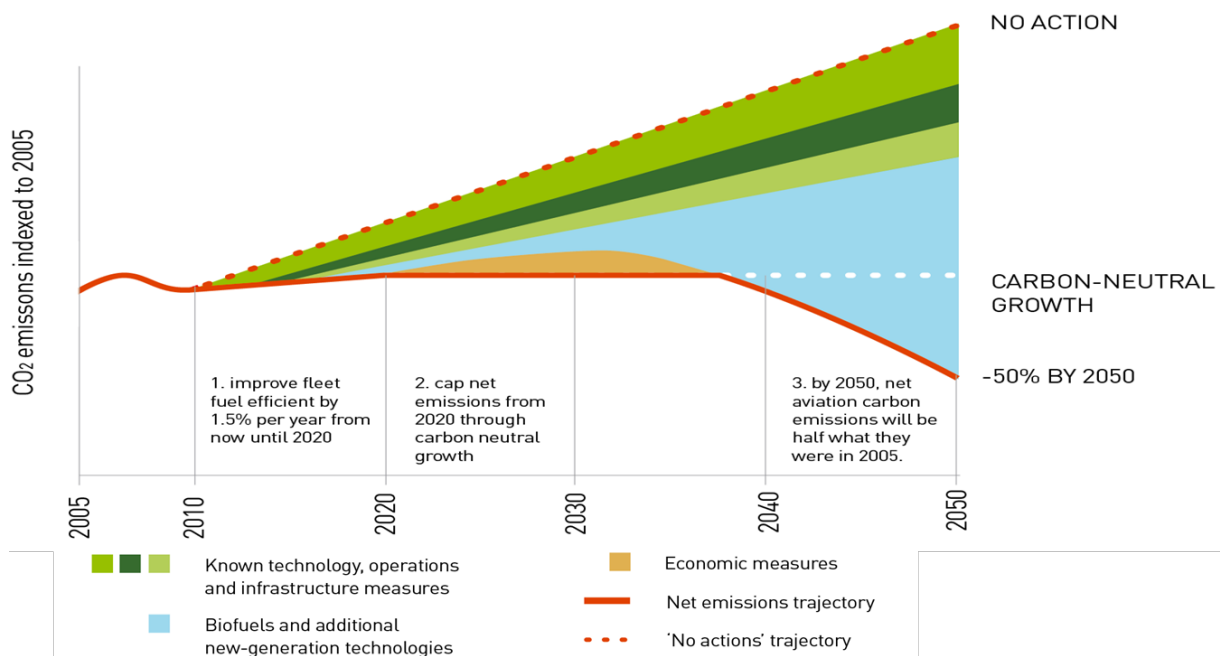 NO ACTION
CO₂ emissons indexed to 2005
CARBON-NEUTRAL
GROWTH
-50% BY 2050
1. improve fleet
fuel efficient by
1.5% per year from
now until 2020
2. cap net
emissions from
2020 through
carbon neutral
growth
3. by 2050, net
aviation carbon
emissions will be
half what they
were in 2005.
2005
2010
2020
2030
2040
2050
Known technology, operations
and infrastructure measures
Biofuels and additional
new-generation technologies
Economic measures
Net emissions trajectory
‘No actions’ trajectory